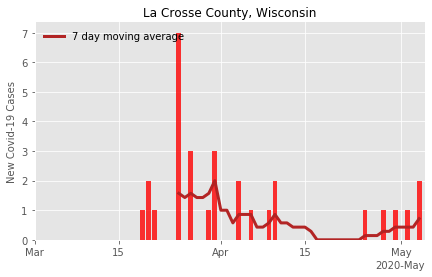 La Crosse County, Wisconsin
7 day moving average
New Covid-19 Cases
7
6
5
4
3
2
1
0
Mar 15 Apr 15 May
2020-May